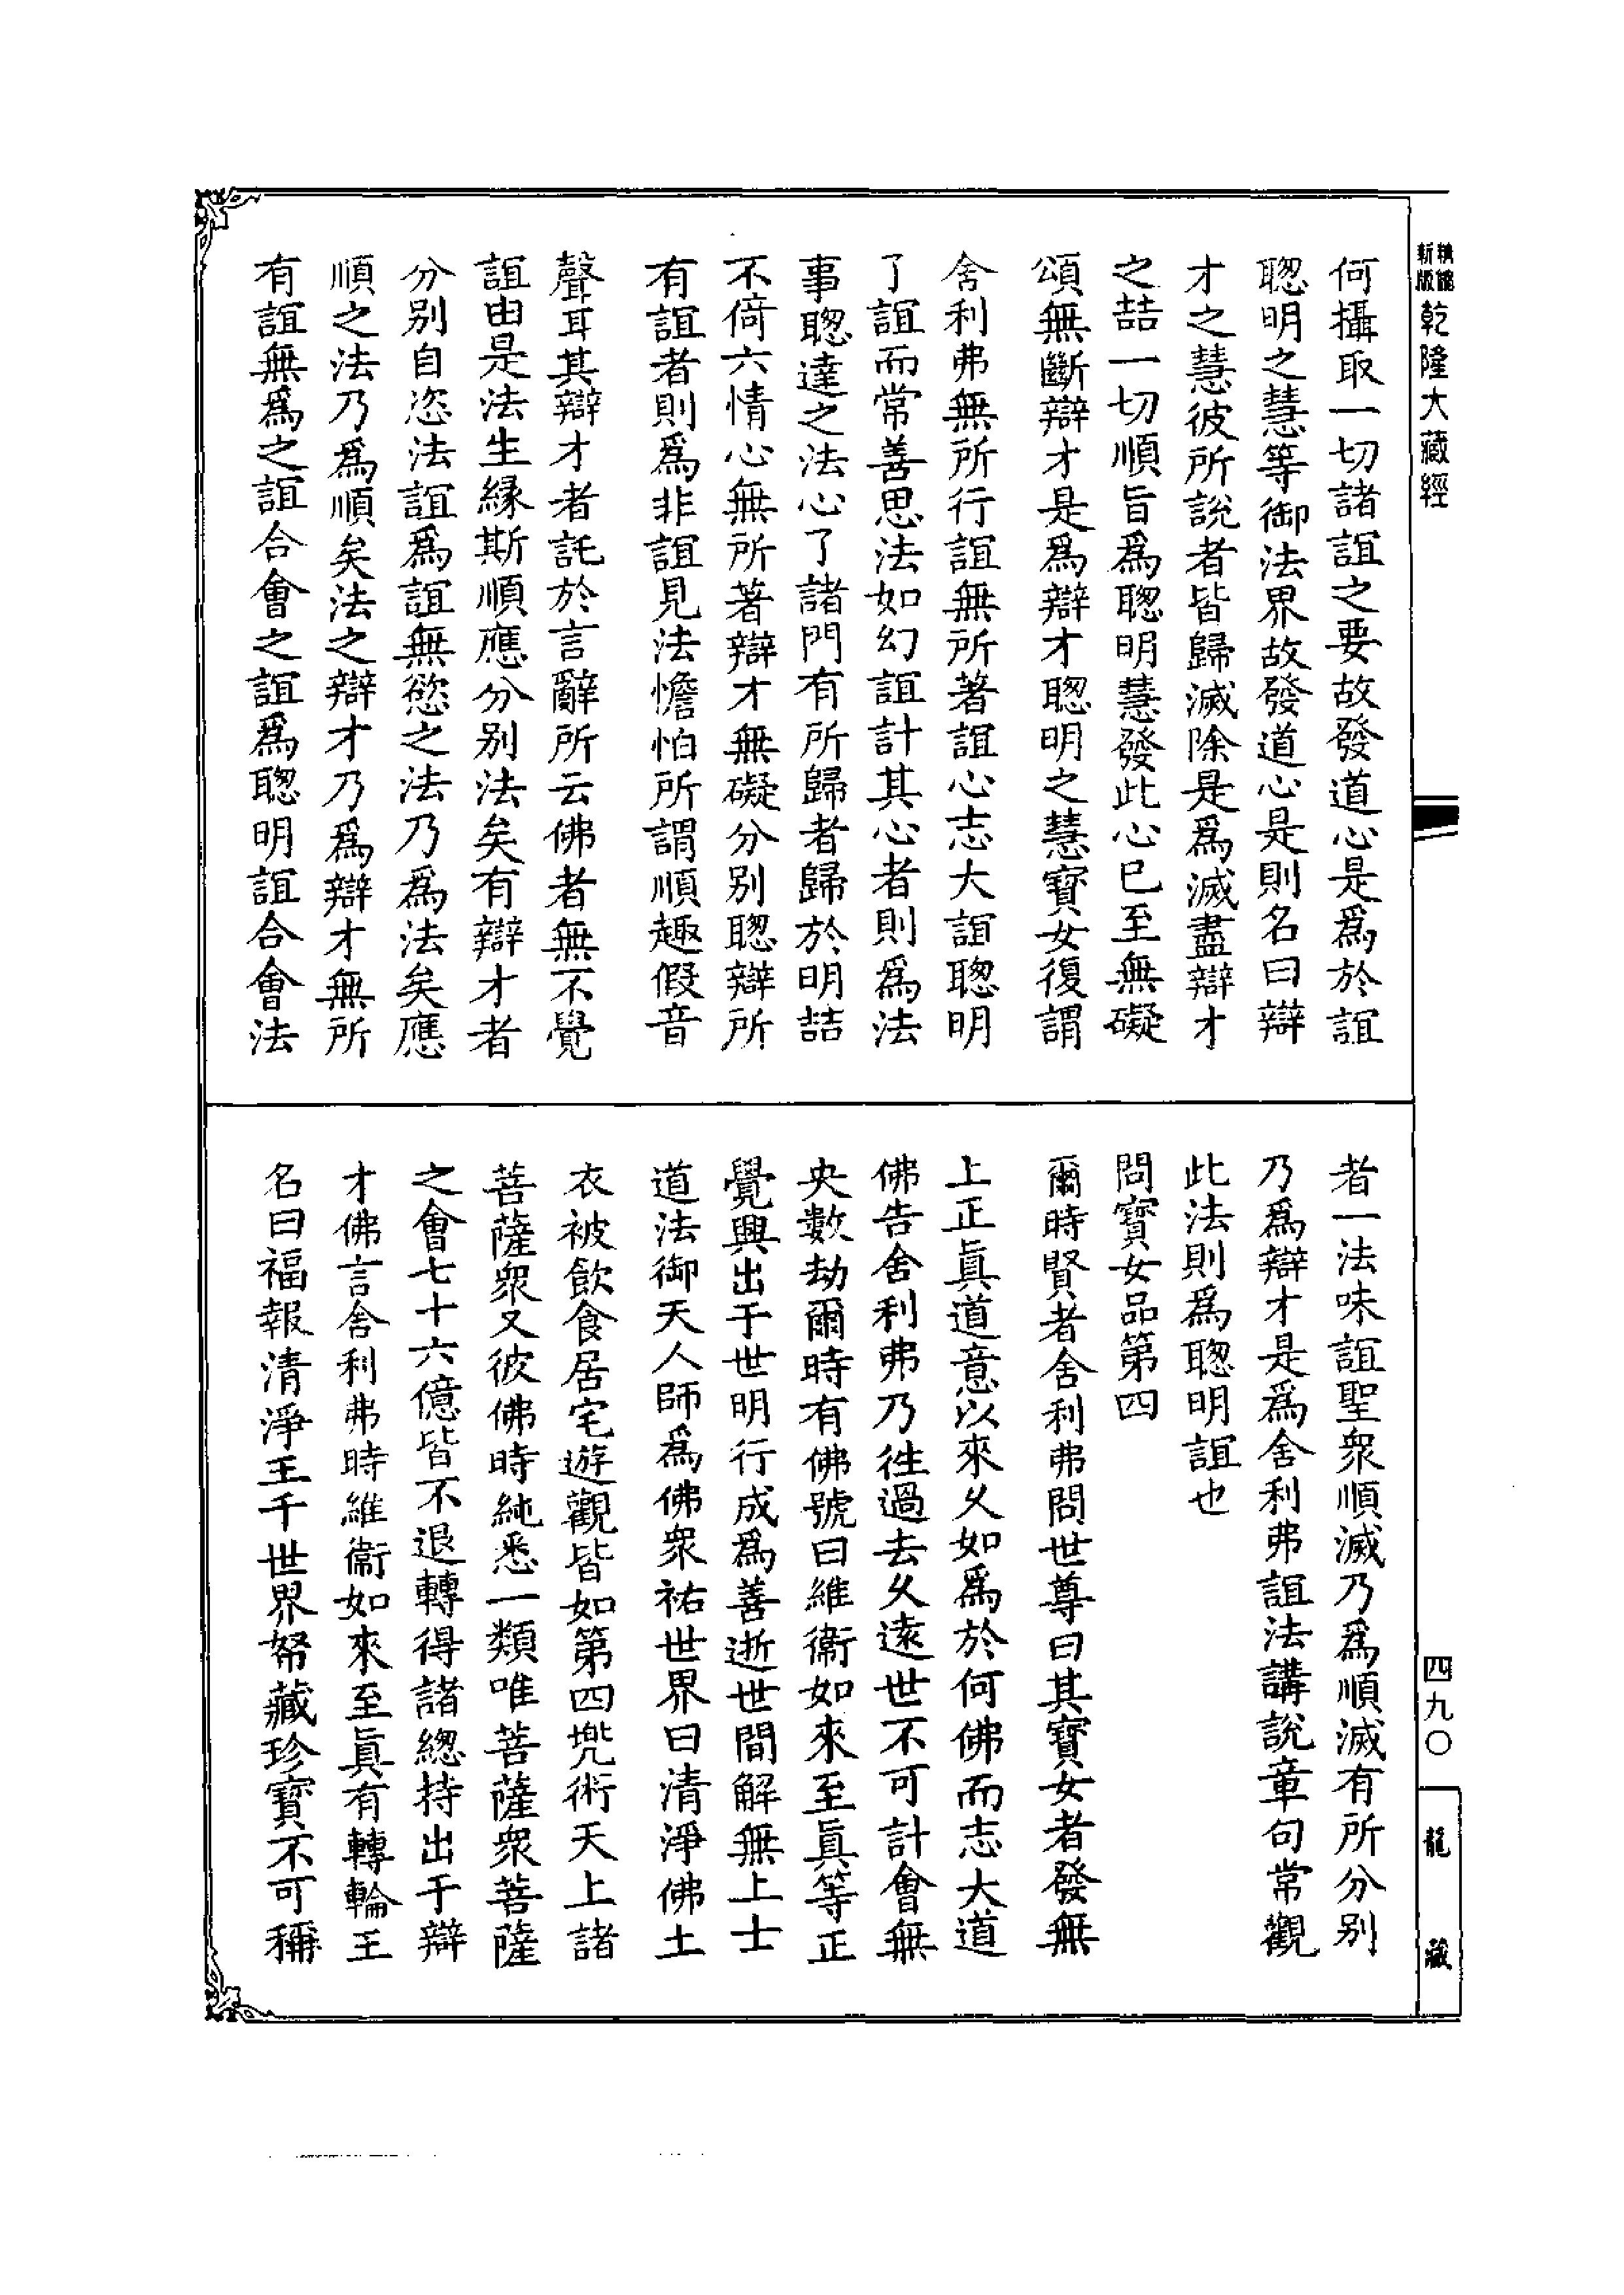 新版
乾隆大藏經
何攝取一切諸誼之要故發道心是爲於誼
聰明之慧等御法界故發道心是則名曰辯
才之慧彼所說者皆歸滅除是爲滅盡辯才
之喆一切順旨爲聰明慧發此心已至無礙
頌無斷辯才是爲辯才聰明之慧寶女復謂
舍利弗無所行誼無所著誼心志大誼聰明
了誼而常善思法如幻誼計其心者則爲法
事聰達之法心了諸門有所歸者歸於明喆
不倚六情心無所著辯才無礙分別聰辯所
有誼者則爲非誼見法憺怕所謂順趣假音
聲耳其辯才者託於言辭所云佛者無不覺
誼由是法生緣斯順應分別法矣有辯才者
分別自恣法誼爲誼無慾之法乃爲法矣應
順之法乃爲順矣法之辯才乃爲辯才無所
有誼無爲之誼合會之誼爲聰明誼合會法
者一法味誼聖衆順滅乃爲順滅有所分別
乃爲辯才是爲舍利弗誼法講說章句常觀
此法則爲聰明誼也
問寶女品第四
爾時賢者舍利弗問世尊曰其寶女者發無
上正眞道意以來久如爲於何佛而志大道
佛告舍利弗乃徃過去久遠世不可計會無
央數劫爾時有佛號曰維衞如來至眞等正
覺興出于世明行成爲善逝世間解無上士
道法御天人師爲佛衆祐世界曰清淨佛土
衣被飲食居宅遊觀皆如第四兠術天上諸
菩薩衆又彼佛時純悉一類唯菩薩衆菩薩
之會七十六億皆不退轉得諸緫持出于辯
才佛言舍利弗時維衞如來至眞有轉輪王
名曰福報清淨王千世界帑藏珍寶不可稱
四九〇
龍藏